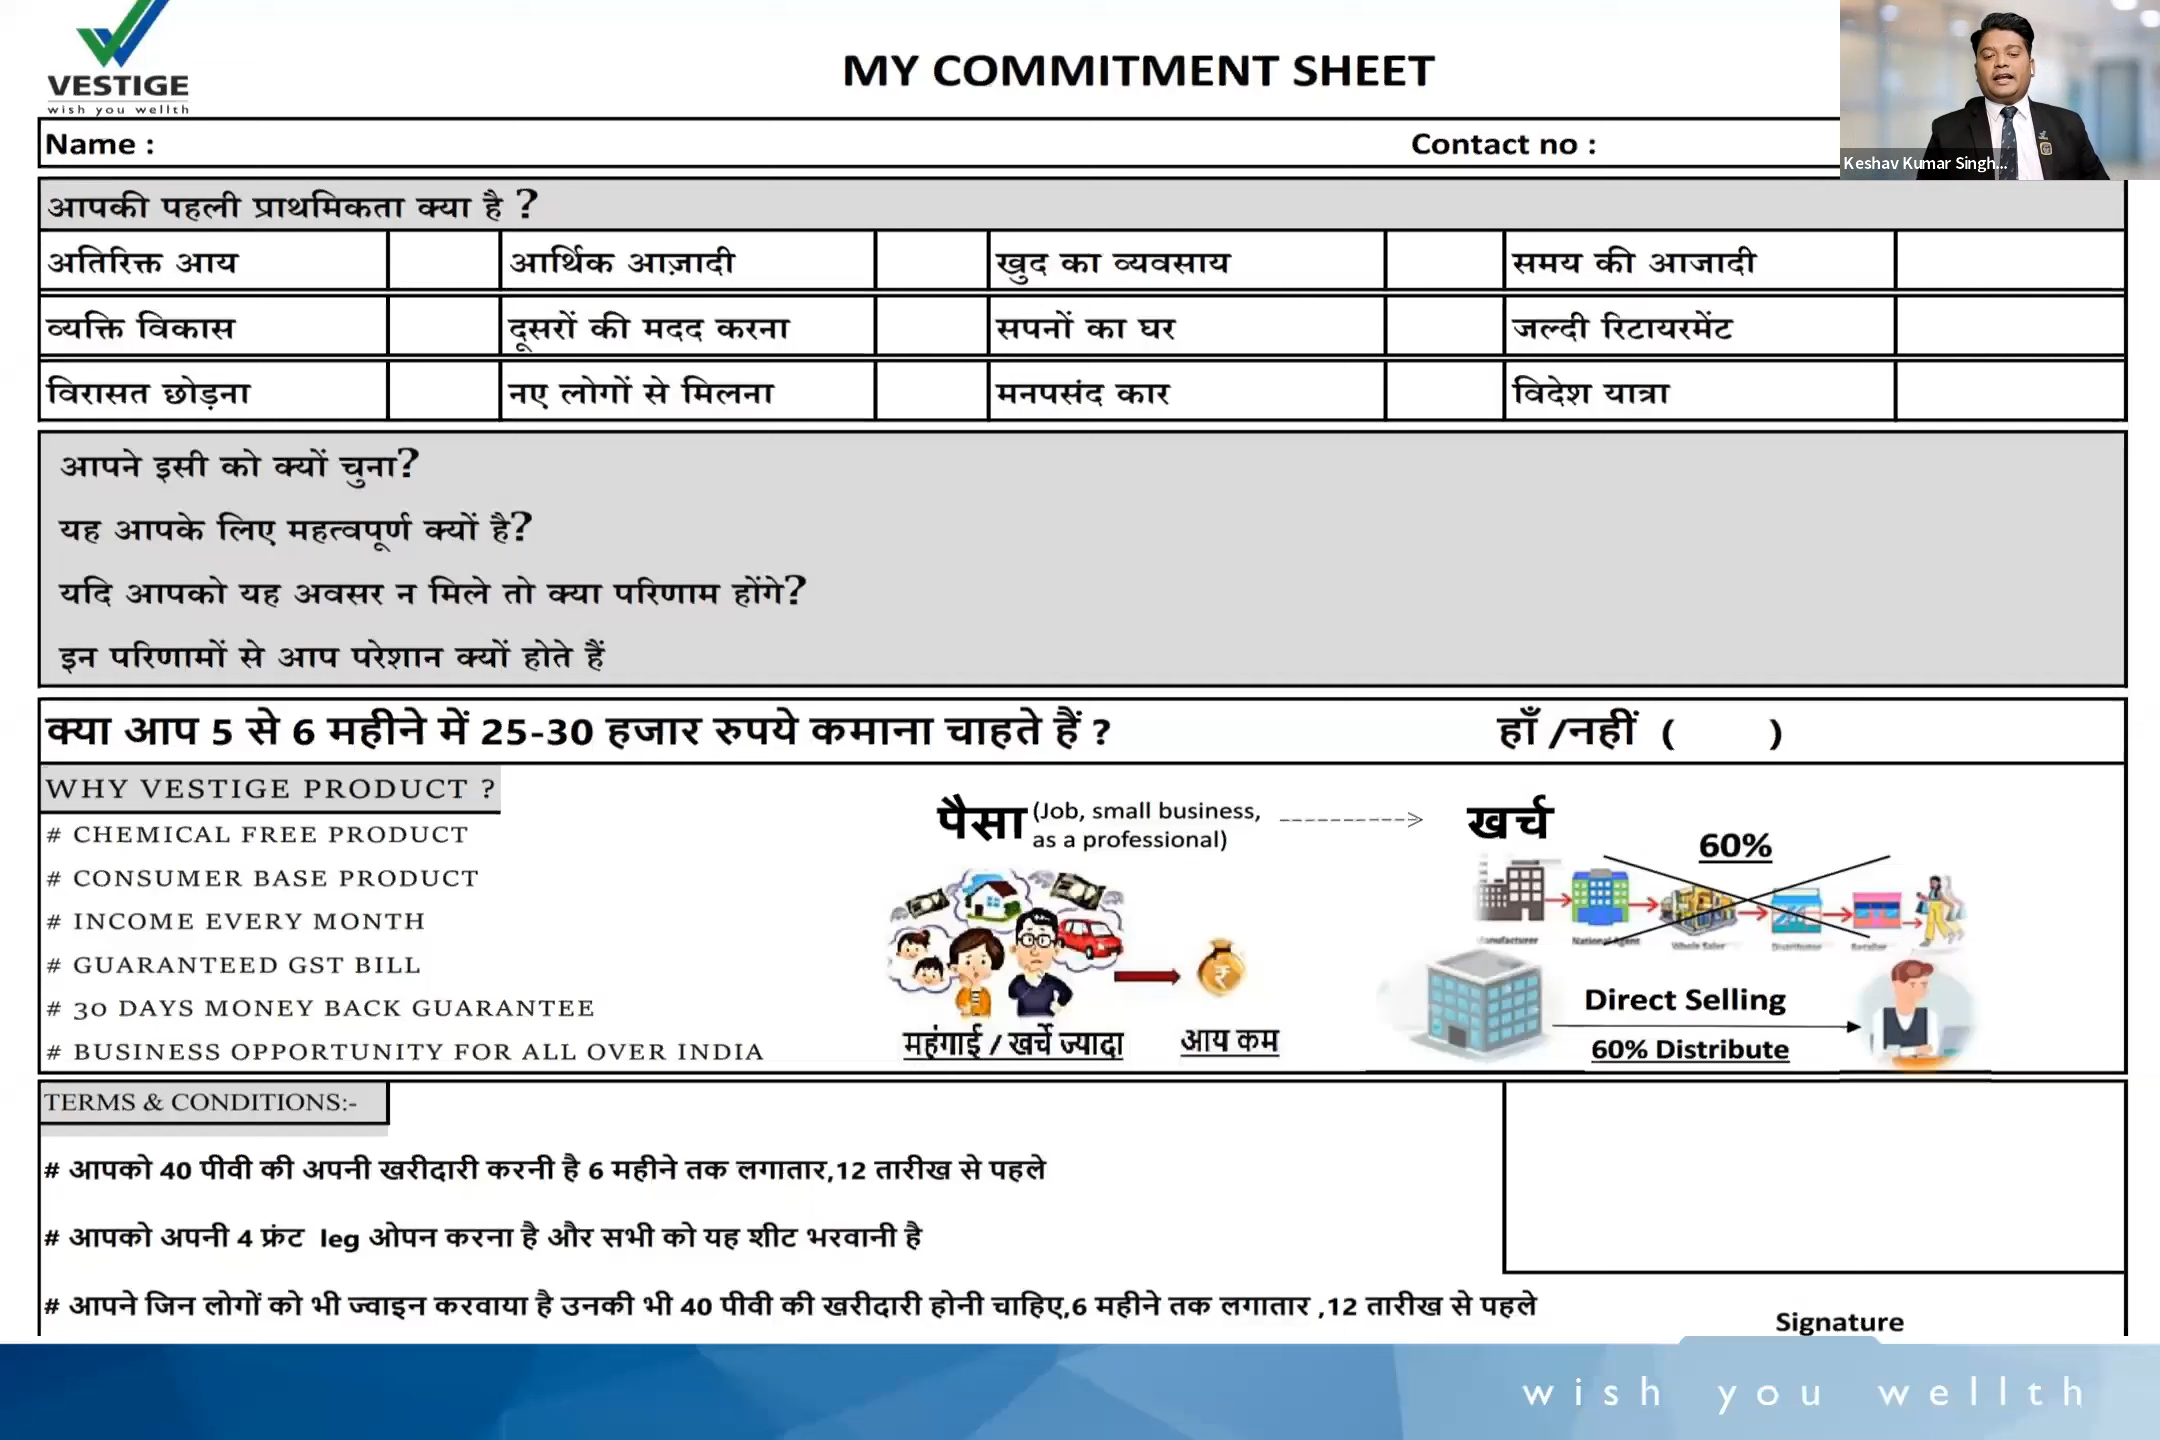 VESTIGE
wish you wellth
MY COMMITMENT SHEET
Keshav Kumar Singh...
Name :
Contact no :
आपकी पहली प्राथमिकता क्या है ?
अतिरिक्त आय
आर्थिक आज़ादी
खुद का व्यवसाय
समय की आजादी
व्यक्ति विकास
दूसरों की मदद करना
सपनों का घर
जल्दी रिटायरमेंट
विरासत छोड़ना
नए लोगों से मिलना
मनपसंद कार
विदेश यात्रा
आपने इसी को क्यों चुना?
यह आपके लिए महत्वपूर्ण क्यों है?
यदि आपको यह अवसर न मिले तो क्या परिणाम होंगे?
इन परिणामों से आप परेशान क्यों होते हैं
क्या आप 5 से 6 महीने में 25-30 हजार रुपये कमाना चाहते हैं ?
हाँ /नहीं ( )
WHY VESTIGE PRODUCT ?
# CHEMICAL FREE PRODUCT
# CONSUMER BASE PRODUCT
# INCOME EVERY MONTH
# GUARANTEED GST BILL
# 30 DAYS MONEY BACK GUARANTEE
# BUSINESS OPPORTUNITY FOR ALL OVER INDIA
पैसा (Job, small business,
as a professional)
खर्च
60%
Manufacturer
National Agent
Whole Saler
Distributor
Retailer
महंगाई / खर्चे ज्यादा
आय कम
Direct Selling
60% Distribute
TERMS & CONDITIONS:-
# आपको 40 पीवी की अपनी खरीदारी करनी है 6 महीने तक लगातार,12 तारीख से पहले
# आपको अपनी 4 फ्रंट leg ओपन करना है और सभी को यह शीट भरवानी है
# आपने जिन लोगों को भी ज्वाइन करवाया है उनकी भी 40 पीवी की खरीदारी होनी चाहिए,6 महीने तक लगातार ,12 तारीख से पहले
Signature
wish you wellth